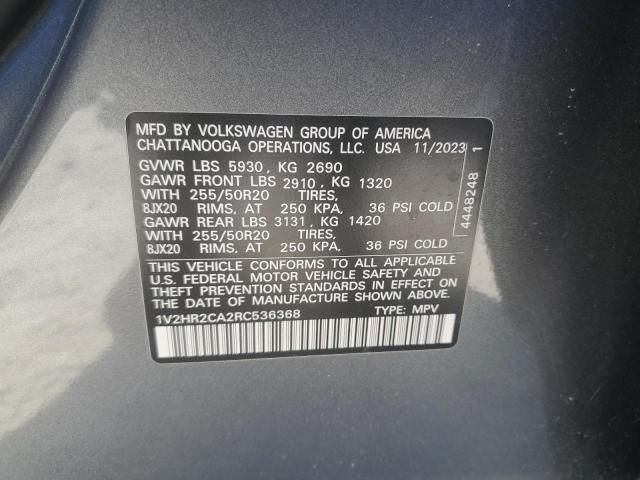 MFD BY VOLKSWAGEN GROUP OF AMERICA
CHATTANOOGA OPERATIONS, LLC. USA 11/2023
GVWR LBS 5930, KG 2690
GAWR FRONT LBS 2910, KG 1320
WITH 255/50R20 TIRES,
8JX20 RIMS, AT 250 KPA, 36 PSI COLD
GAWR REAR LBS 3131, KG 1420
WITH 255/50R20 TIRES,
8JX20 RIMS, AT 250 KPA, 36 PSI COLD
THIS VEHICLE CONFORMS TO ALL APPLICABLE
U.S. FEDERAL MOTOR VEHICLE SAFETY AND
THEFT PREVENTION STANDARDS IN EFFECT ON
THE DATE OF MANUFACTURE SHOWN ABOVE.
1V2HR2CA2RC536368 TYPE: MPV
4448248 1